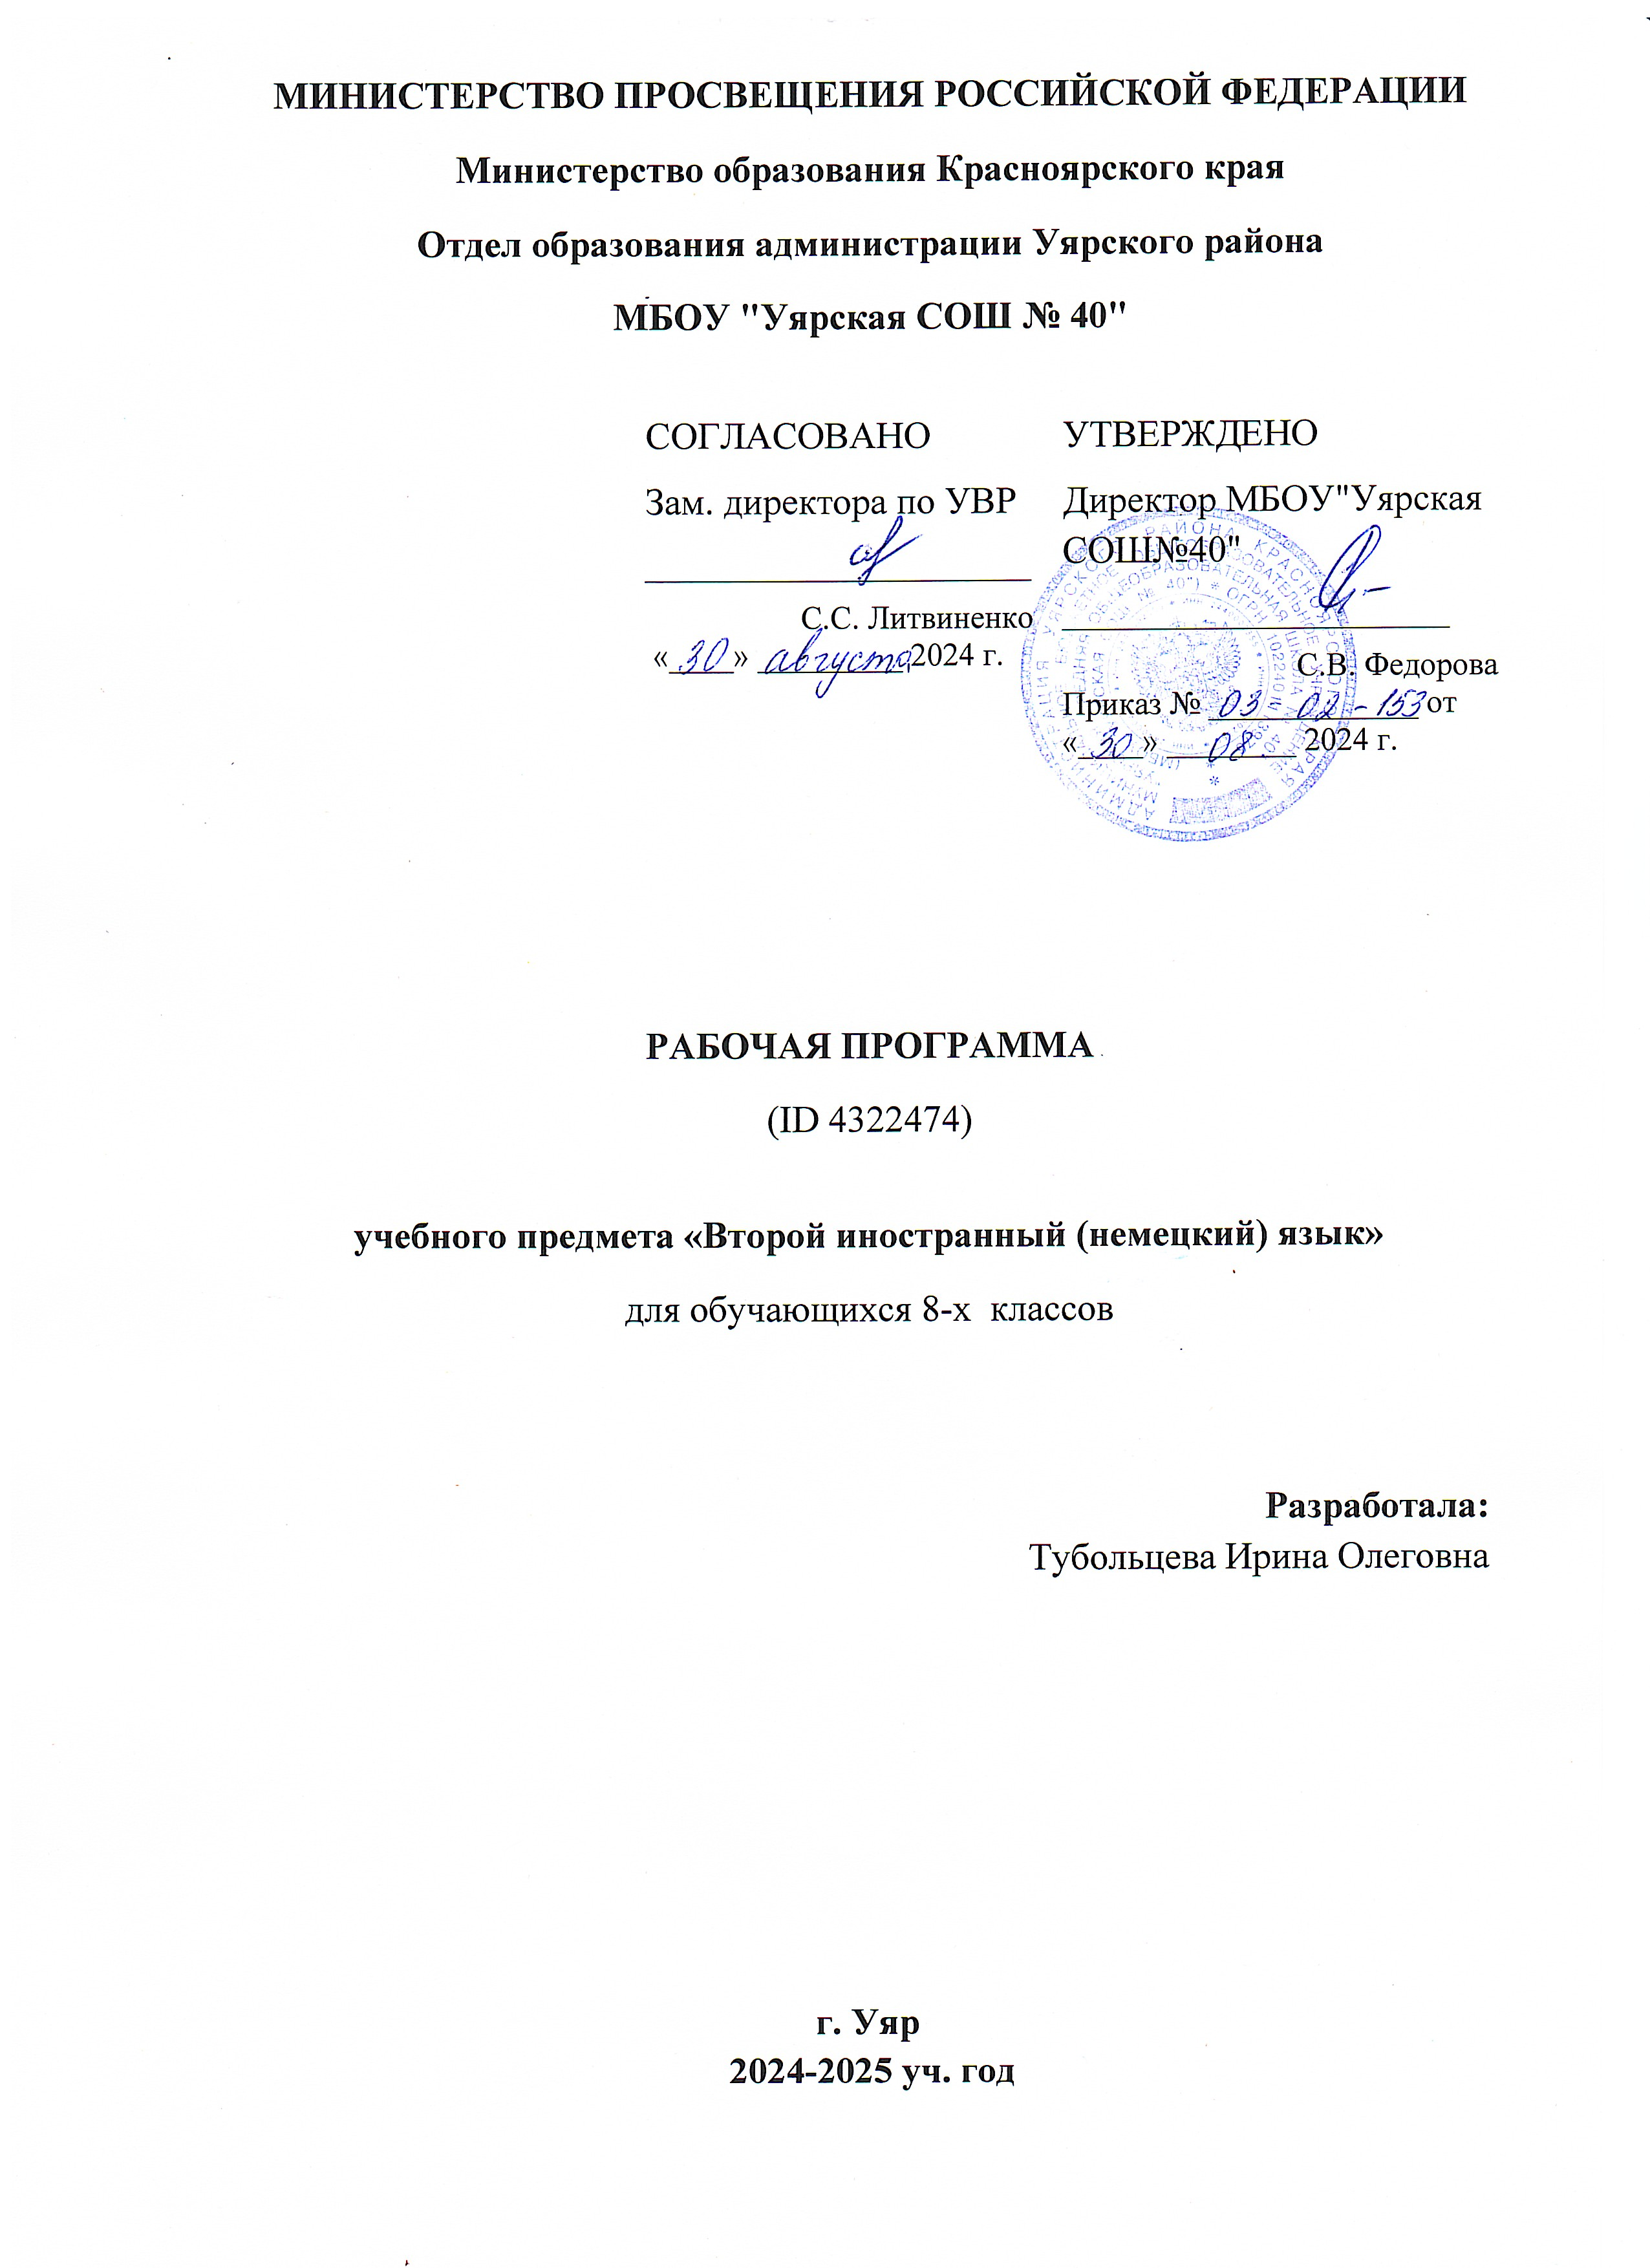 МИНИСТЕРСТВО ПРОСВЕЩЕНИЯ РОССИЙСКОЙ ФЕДЕРАЦИИ
Министерство образования Красноярского края
Отдел образования администрации Уярского района
МБОУ "Уярская СОШ № 40"
СОГЛАСОВАНО
Зам. директора по УВР
С.С. Литвиненко
«30» августа 2024 г.
УТВЕРЖДЕНО
Директор МБОУ"Уярская
СОШ№40"
С.В. Федорова
Приказ № 03 02 - 153 от
«30» 08 2024 г.
РАБОЧАЯ ПРОГРАММА
(ID 4322474)
учебного предмета «Второй иностранный (немецкий) язык»
для обучающихся 8-х классов
Разработала:
Тубольцева Ирина Олеговна
г. Уяр
2024-2025 уч. год